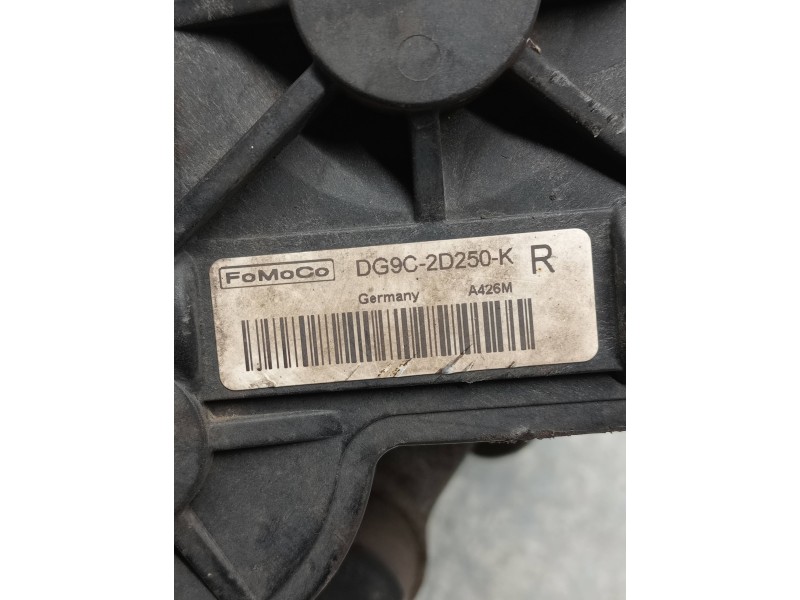 FoMoCo DG9C-2D250-K R
Germany A426M